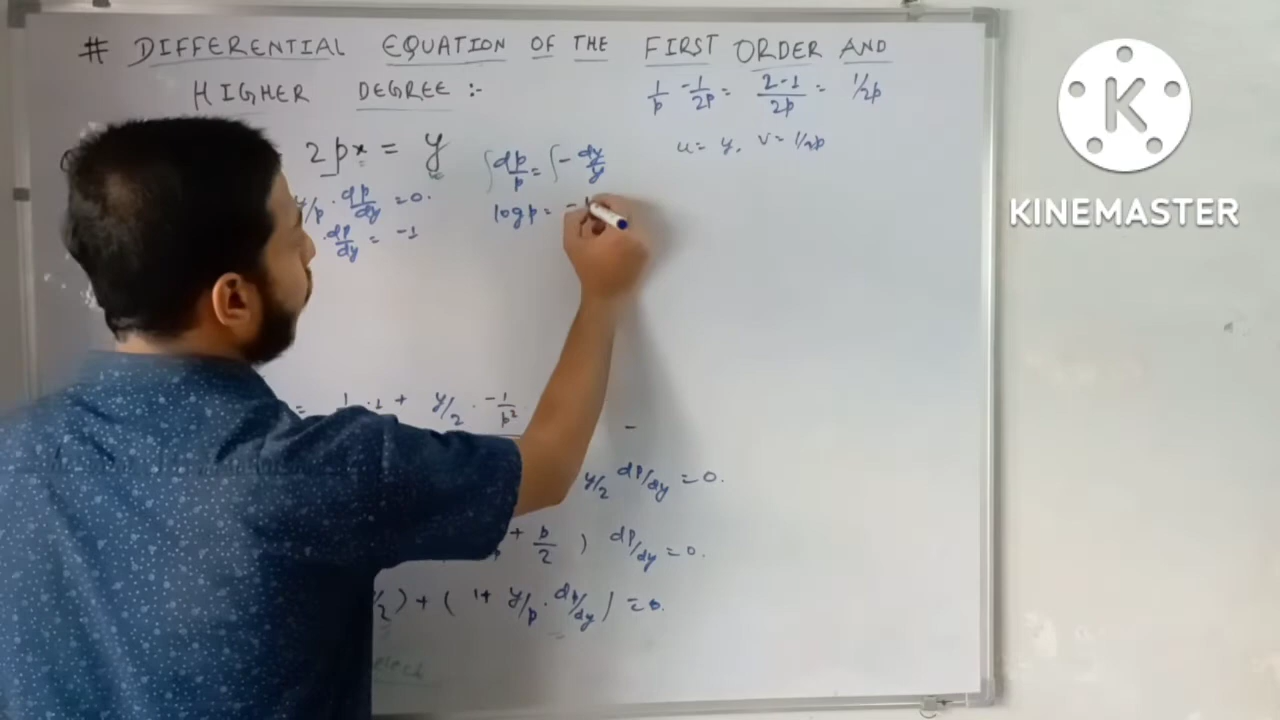 # DIFFERENTIAL EQUATION OF THE FIRST ORDER AND
HIGHER DEGREE :-
1/p - 1/2p = 2-1/2p = 1/2p
u = y, v = 1/2p
2px = y
y/p · dp/dy = 0.
· dp/dy = -1
∫ dp/p = ∫ - dy/y
log p = -
= · 1 + y/2 · -1/p²
-
y/2 dp/dy = 0.
+ p/2 ) dp/dy = 0.
/2 ) + ( 1 + y/p · dp/dy ) = 0.
K
KINEMASTER